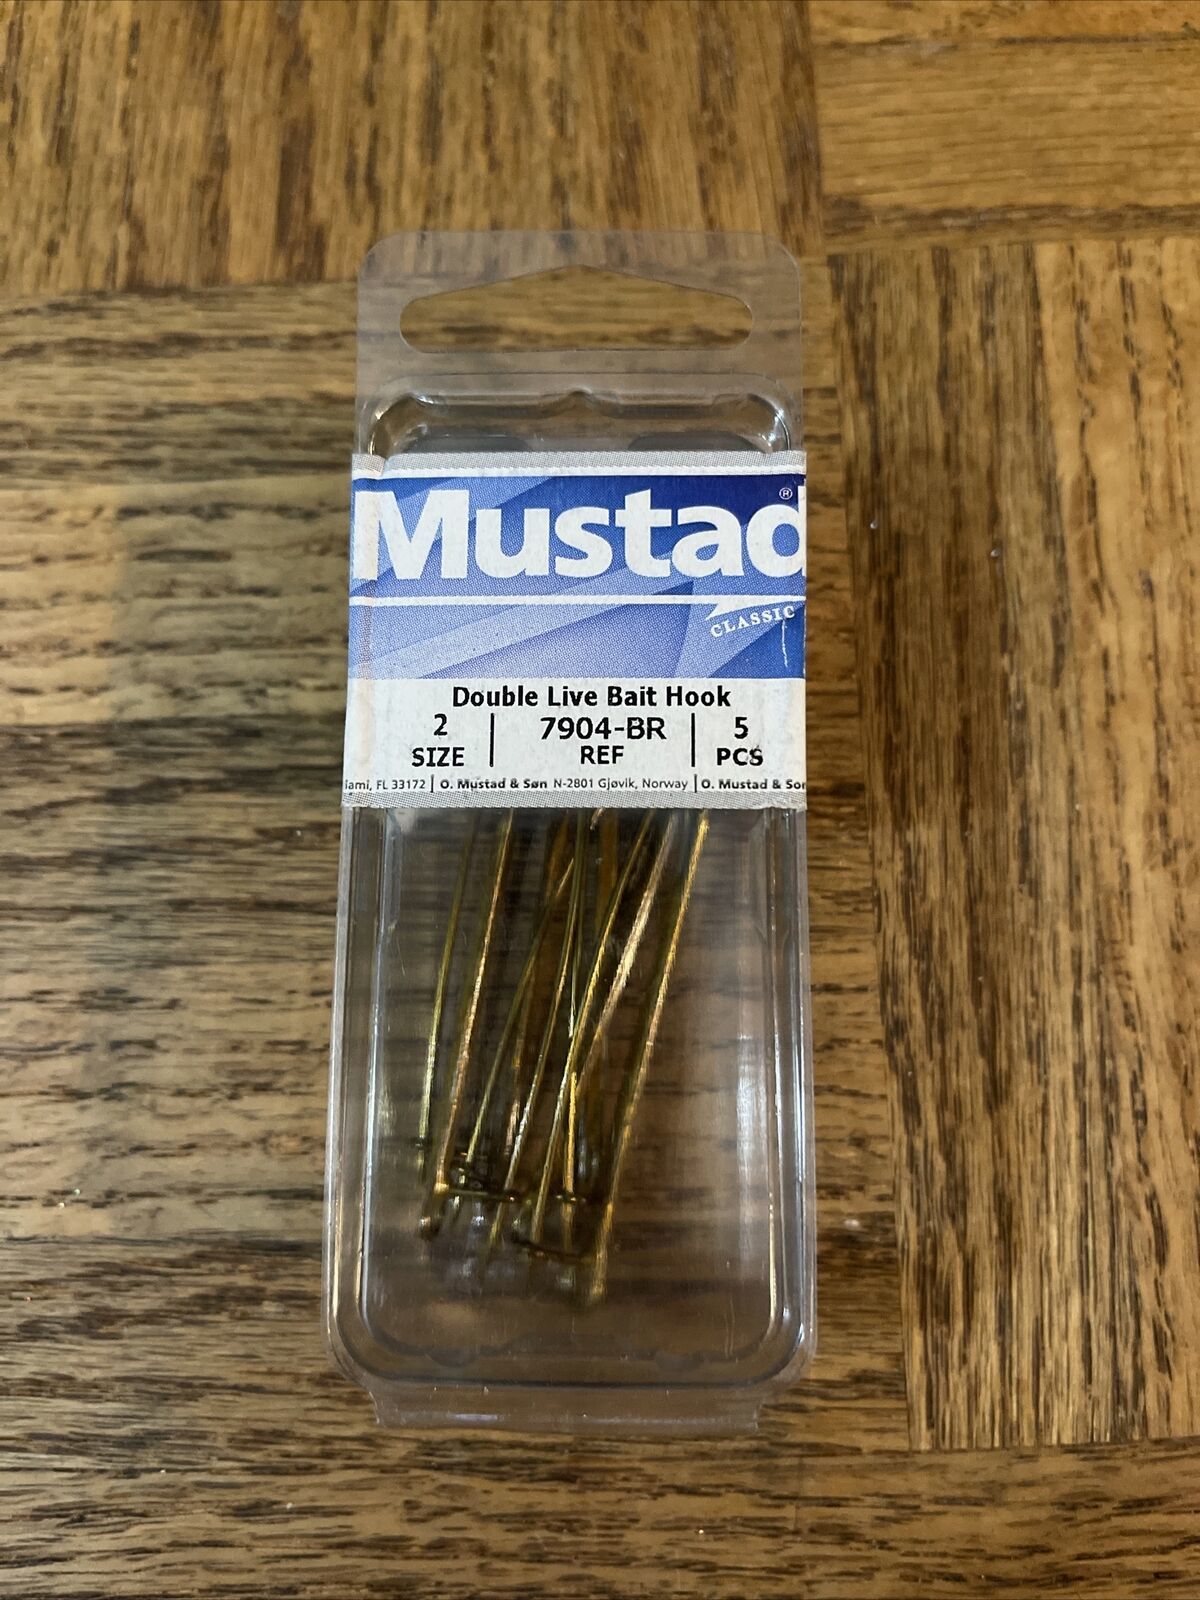 Mustad®
CLASSIC
Double Live Bait Hook
2 | 7904-BR | 5
SIZE REF PCS
iami, FL 33172 | O. Mustad & Søn N-2801 Gjøvik, Norway | O. Mustad & Son